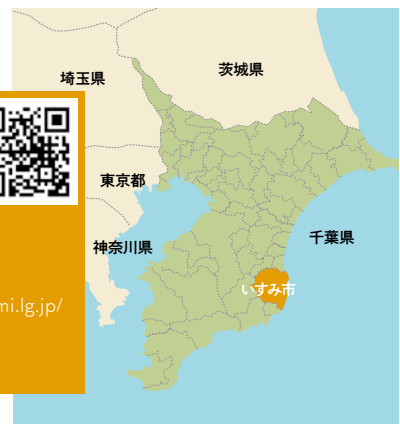 茨城県
埼玉県
東京都
千葉県
神奈川県
いすみ市
mi.lg.jp/